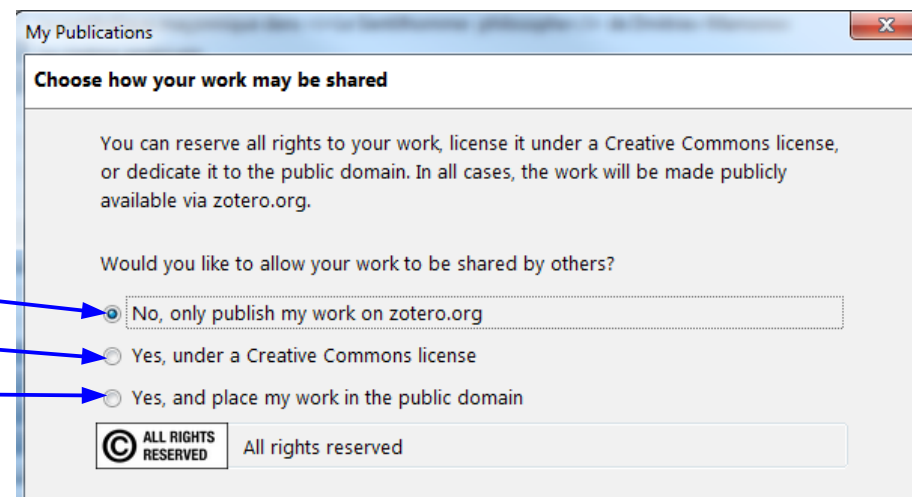 My Publications
Choose how your work may be shared
You can reserve all rights to your work, license it under a Creative Commons license,
or dedicate it to the public domain. In all cases, the work will be made publicly
available via zotero.org.
Would you like to allow your work to be shared by others?
No, only publish my work on zotero.org
Yes, under a Creative Commons license
Yes, and place my work in the public domain
© ALL RIGHTS
RESERVED
All rights reserved